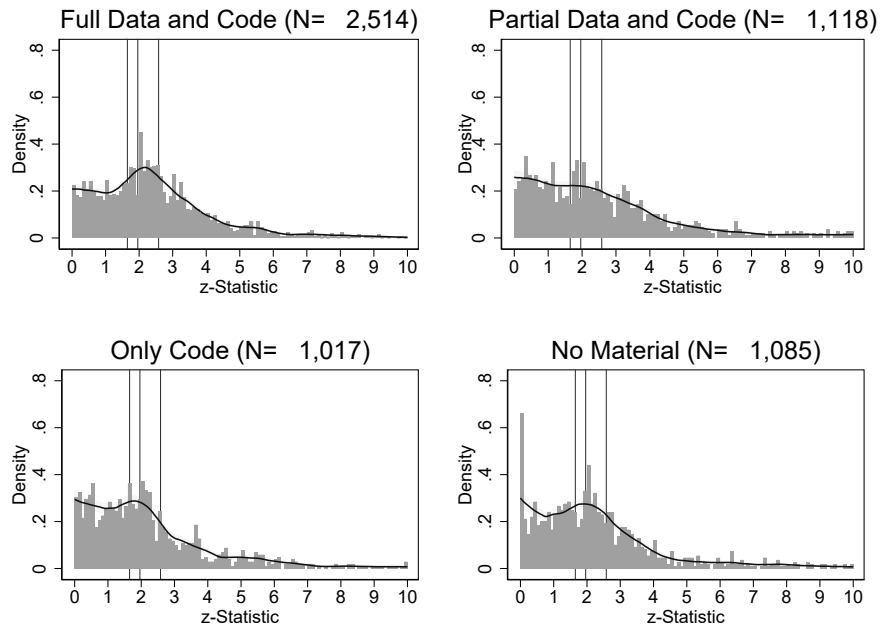 Full Data and Code (N= 2,514)
.8
.6
.4
.2
0
Density
0 1 2 3 4 5 6 7 8 9 10
z-Statistic
Partial Data and Code (N= 1,118)
.8
.6
.4
.2
0
Density
0 1 2 3 4 5 6 7 8 9 10
z-Statistic
Only Code (N= 1,017)
.8
.6
.4
.2
0
Density
0 1 2 3 4 5 6 7 8 9 10
z-Statistic
No Material (N= 1,085)
.8
.6
.4
.2
0
Density
0 1 2 3 4 5 6 7 8 9 10
z-Statistic